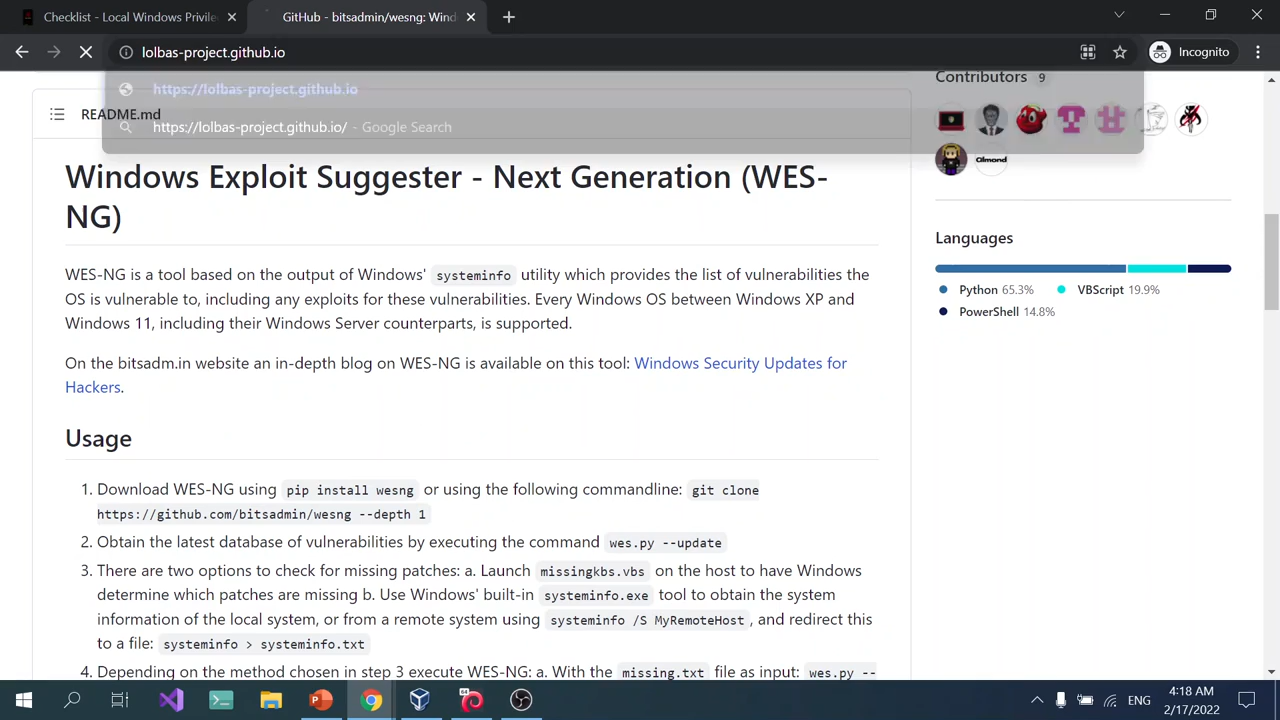 Checklist - Local Windows Privile
GitHub - bitsadmin/wesng: Wind
lolbas-project.github.io
Incognito
https://lolbas-project.github.io
https://lolbas-project.github.io/ - Google Search
README.md
Windows Exploit Suggester - Next Generation (WES-
NG)
WES-NG is a tool based on the output of Windows' systeminfo utility which provides the list of vulnerabilities the
OS is vulnerable to, including any exploits for these vulnerabilities. Every Windows OS between Windows XP and
Windows 11, including their Windows Server counterparts, is supported.
On the bitsadm.in website an in-depth blog on WES-NG is available on this tool: Windows Security Updates for
Hackers.
Usage
1. Download WES-NG using pip install wesng or using the following commandline: git clone
https://github.com/bitsadmin/wesng --depth 1
2. Obtain the latest database of vulnerabilities by executing the command wes.py --update
3. There are two options to check for missing patches: a. Launch missingkbs.vbs on the host to have Windows
determine which patches are missing b. Use Windows' built-in systeminfo.exe tool to obtain the system
information of the local system, or from a remote system using systeminfo /S MyRemoteHost, and redirect this
to a file: systeminfo > systeminfo.txt
4. Depending on the method chosen in step 3 execute WES-NG: a. With the missing.txt file as input: wes.py --
Contributors 9
Gimond
Languages
Python 65.3%
VBScript 19.9%
PowerShell 14.8%
64
ENG
4:18 AM
2/17/2022